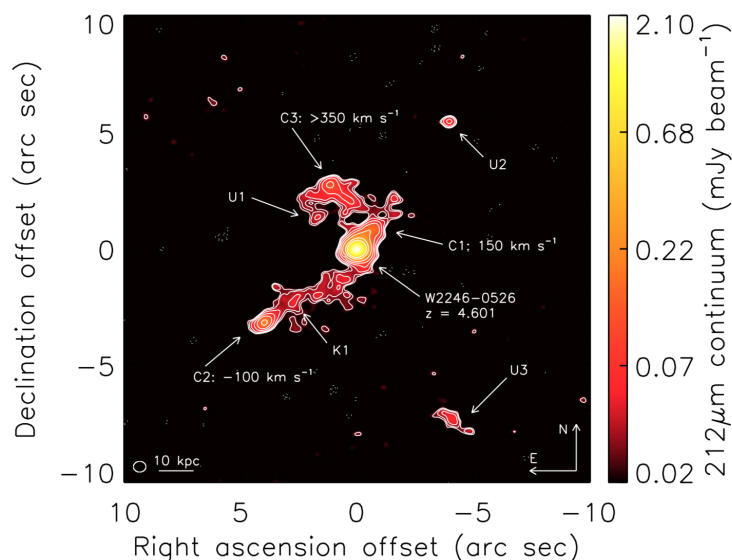 10
5
0
−5
−10
Declination offset (arc sec)
C3: >350 km s⁻¹
U2
U1
C1: 150 km s⁻¹
W2246−0526
z = 4.601
K1
C2: −100 km s⁻¹
U3
N
E
10 kpc
10 5 0 −5 −10
Right ascension offset (arc sec)
2.10
0.68
0.22
0.07
0.02
212μm continuum (mJy beam⁻¹)